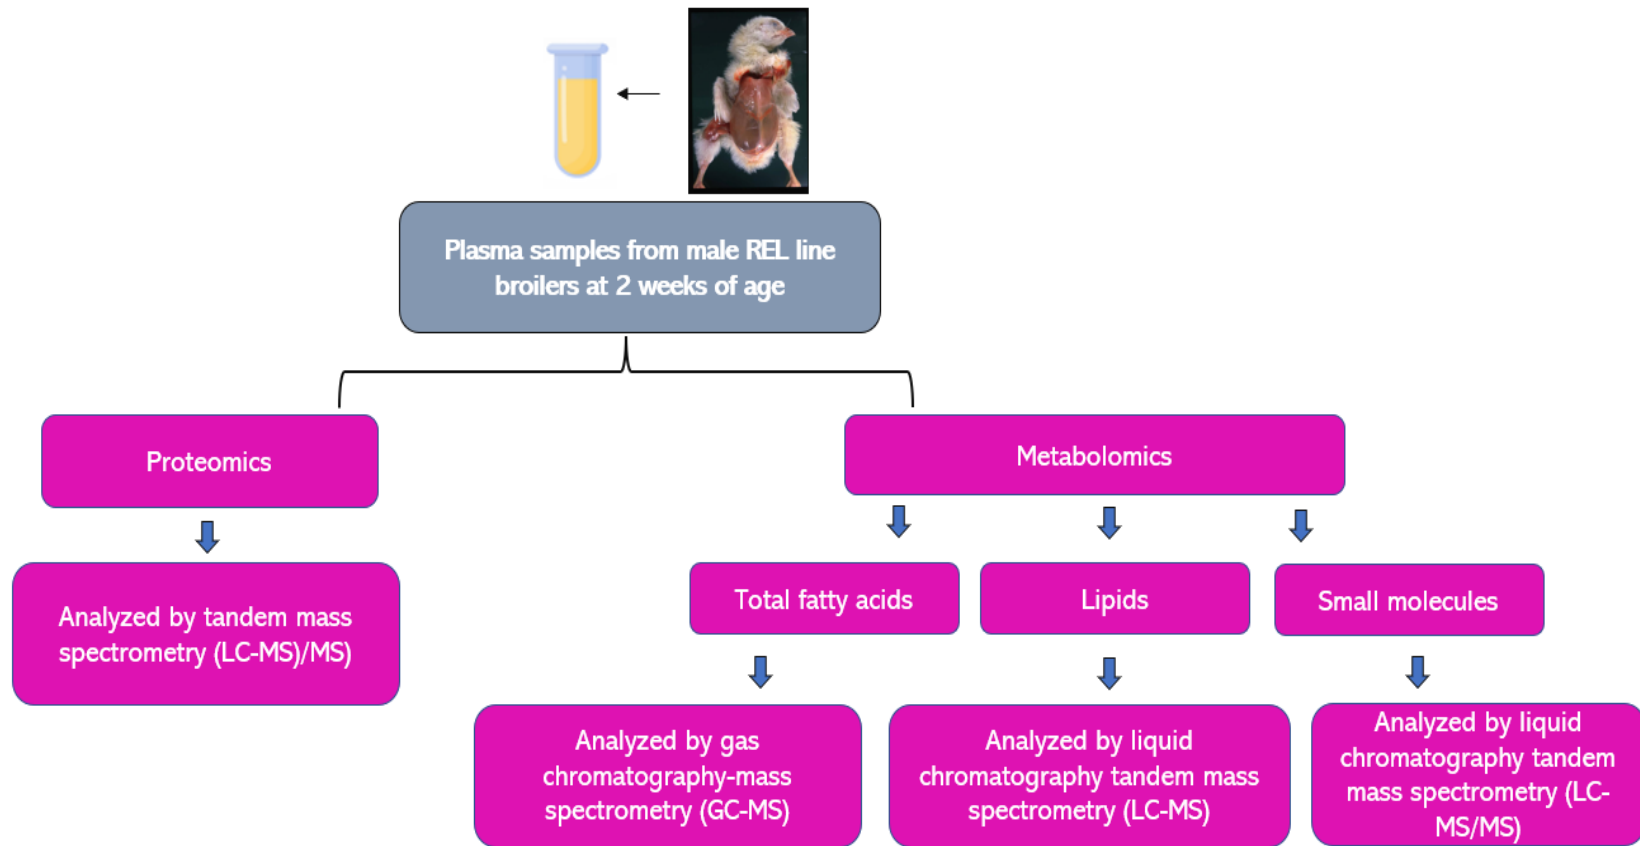 Plasma samples from male REL line
broilers at 2 weeks of age
Proteomics
Metabolomics
Analyzed by tandem mass
spectrometry (LC-MS)/MS)
Total fatty acids
Lipids
Small molecules
Analyzed by gas
chromatography-mass
spectrometry (GC-MS)
Analyzed by liquid
chromatography tandem mass
spectrometry (LC-MS)
Analyzed by liquid
chromatography tandem
mass spectrometry (LC-
MS/MS)